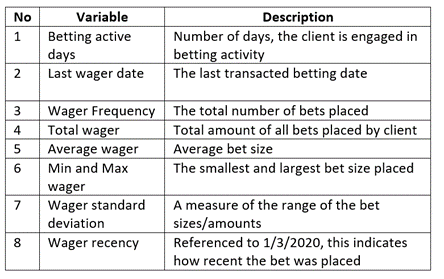 No Variable Description
1 Betting active days Number of days, the client is engaged in betting activity
2 Last wager date The last transacted betting date
3 Wager Frequency The total number of bets placed
4 Total wager Total amount of all bets placed by client
5 Average wager Average bet size
6 Min and Max wager The smallest and largest bet size placed
7 Wager standard deviation A measure of the range of the bet sizes/amounts
8 Wager recency Referenced to 1/3/2020, this indicates how recent the bet was placed